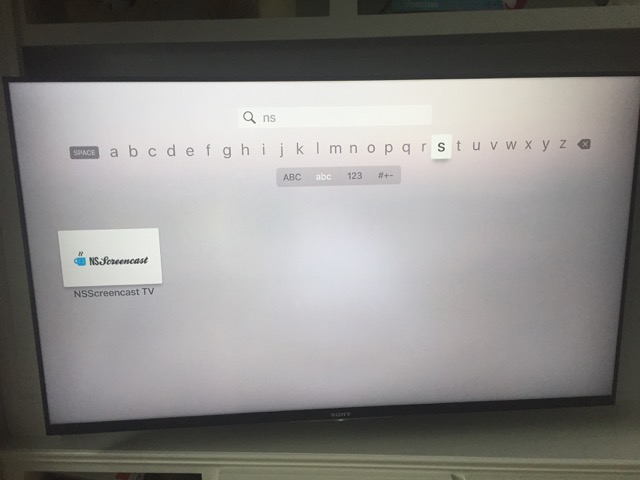 ns
SPACE a b c d e f g h i j k l m n o p q r s t u v w x y z
ABC abc 123 #+-
NSScreencast
NSScreencast TV
SONY